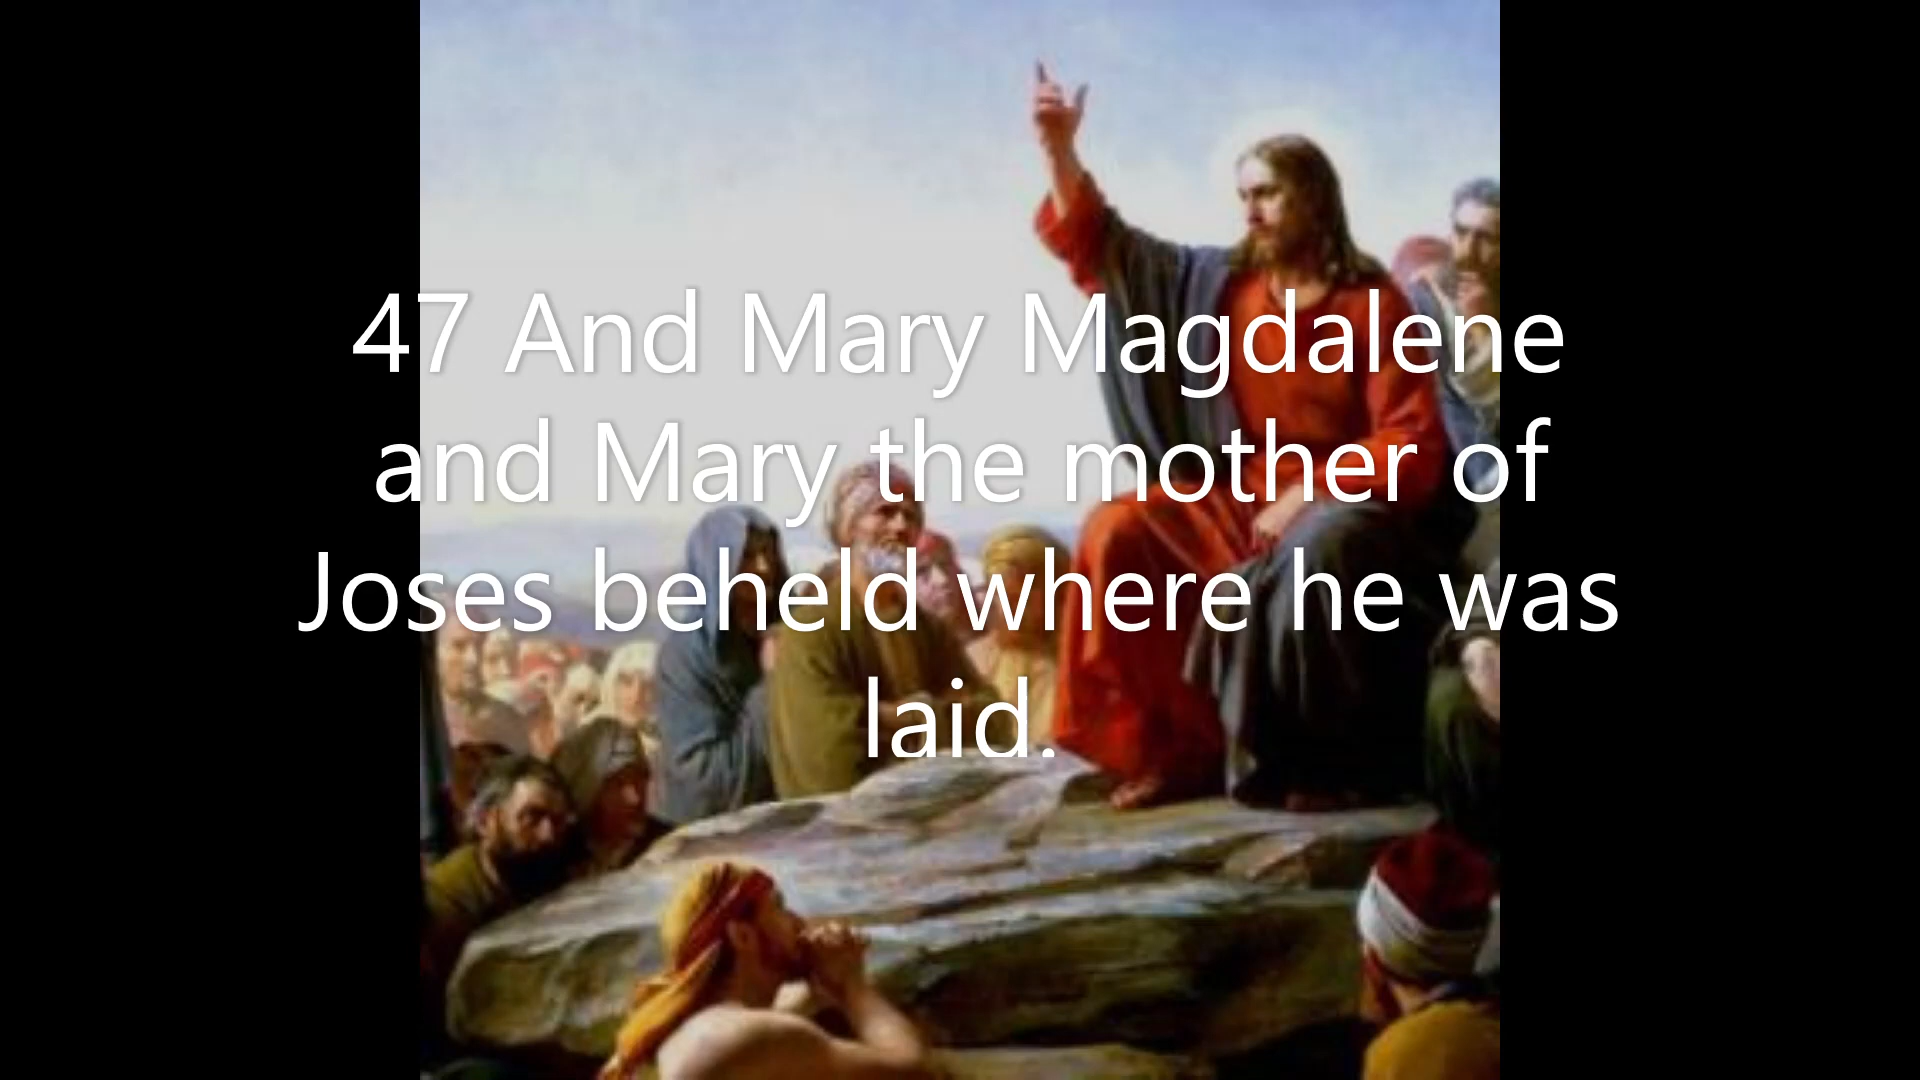 47 And Mary Magdalene
and Mary the mother of
Joses beheld where he was
laid.